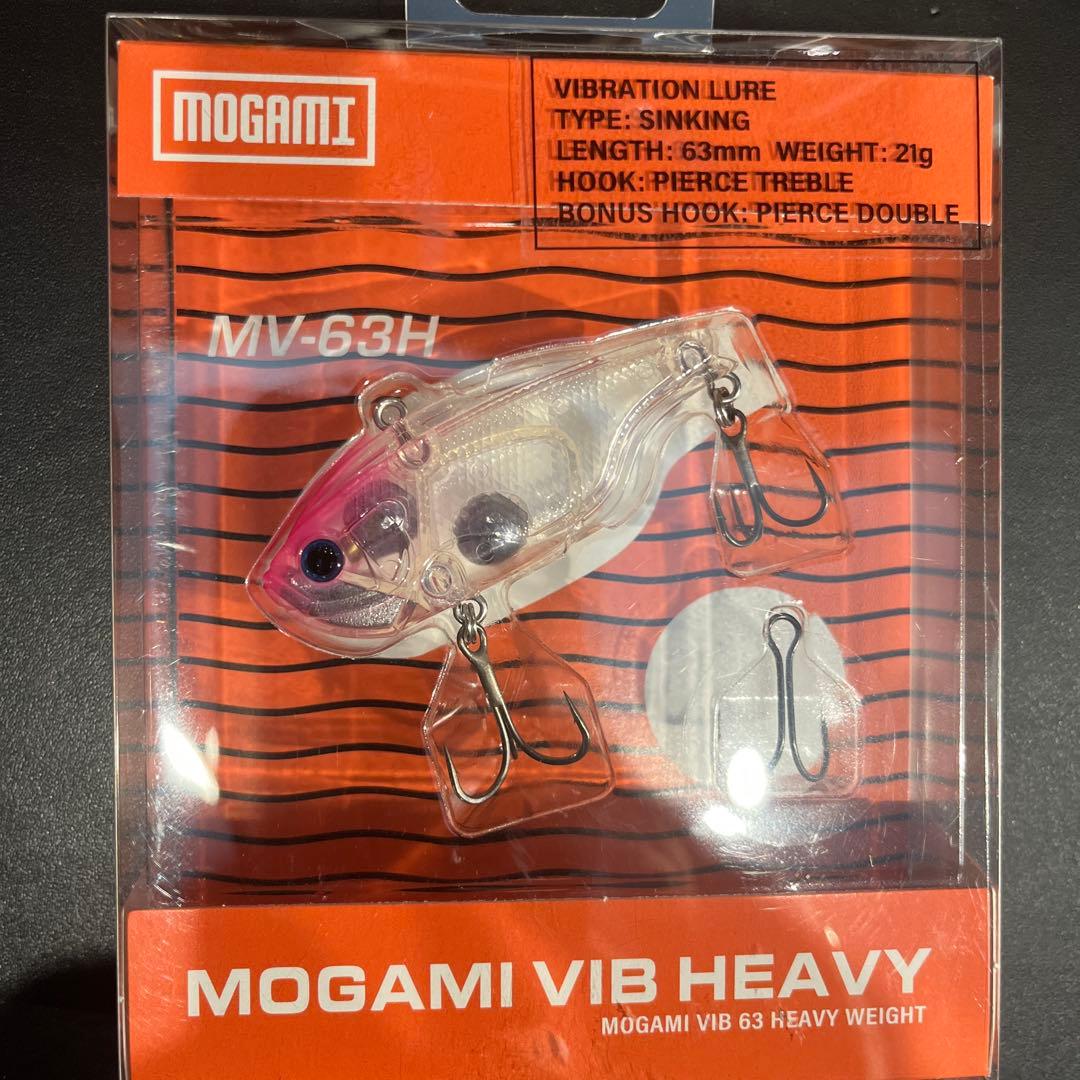 MOGAMI
VIBRATION LURE
TYPE: SINKING
LENGTH: 63mm WEIGHT: 21g
HOOK: PIERCE TREBLE
BONUS HOOK: PIERCE DOUBLE
MV-63H
MOGAMI VIB HEAVY
MOGAMI VIB 63 HEAVY WEIGHT